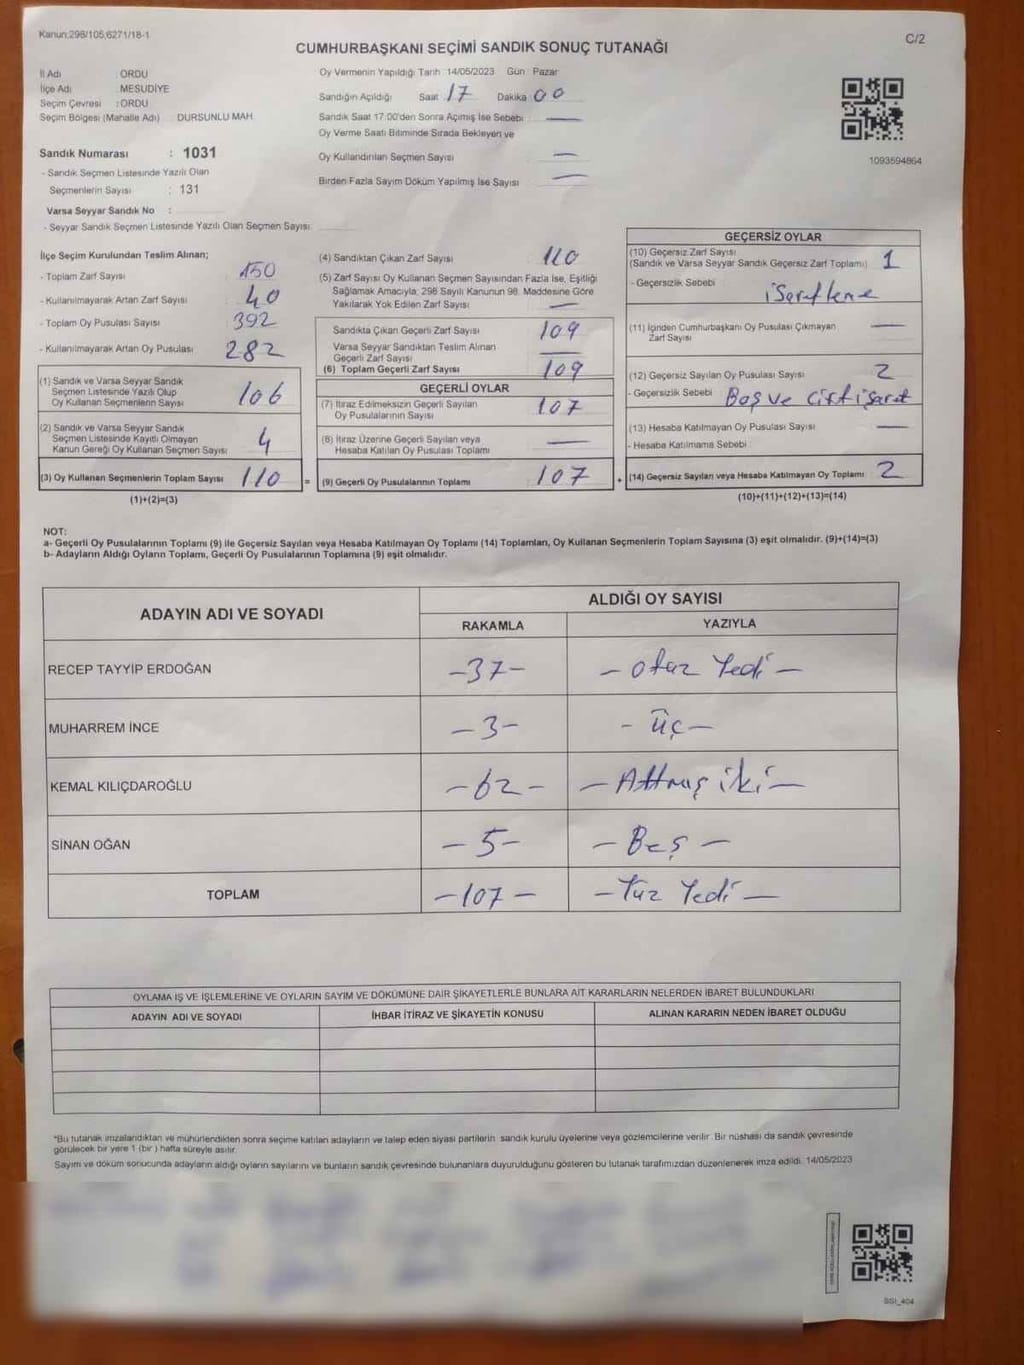 Kanun:298/105,6271/18-1
C/2
CUMHURBAŞKANI SEÇİMİ SANDIK SONUÇ TUTANAĞI
İl Adı : ORDU
İlçe Adı : MESUDİYE
Seçim Çevresi : ORDU
Seçim Bölgesi (Mahalle Adı) DURSUNLU MAH.
Oy Vermenin Yapıldığı Tarih 14/05/2023 Gün Pazar
Sandığın Açıldığı Saat 17 Dakika 00
Sandık Saat 17:00'den Sonra Açımış İse Sebebi —
Oy Verme Saati Bitiminde Sırada Bekleyen ve
Oy Kullandırılan Seçmen Sayısı —
Birden Fazla Sayım Döküm Yapılmış İse Sayısı —
1093594864
Sandık Numarası : 1031
- Sandık Seçmen Listesinde Yazılı Olan
Seçmenlerin Sayısı : 131
Varsa Seyyar Sandık No :
- Seyyar Sandık Seçmen Listesinde Yazılı Olan Seçmen Sayısı:
İlçe Seçim Kurulundan Teslim Alınan;
- Toplam Zarf Sayısı 150
- Kullanılmayarak Artan Zarf Sayısı 40
- Toplam Oy Pusulası Sayısı 392
- Kullanılmayarak Artan Oy Pusulası 282
(1) Sandık ve Varsa Seyyar Sandık
Seçmen Listesinde Yazılı Olup
Oy Kullanan Seçmenlerin Sayısı 106
(2) Sandık ve Varsa Seyyar Sandık
Seçmen Listesinde Kayıtlı Olmayan
Kanun Gereği Oy Kullanan Seçmen Sayısı 4
(3) Oy Kullanan Seçmenlerin Toplam Sayısı 110
(1)+(2)=(3)
=
(4) Sandıktan Çıkan Zarf Sayısı 110
(5) Zarf Sayısı Oy Kullanan Seçmen Sayısından Fazla İse, Eşitliği
Sağlamak Amacıyla, 298 Sayılı Kanunun 98. Maddesine Göre
Yakılarak Yok Edilen Zarf Sayısı —
Sandıkta Çıkan Geçerli Zarf Sayısı 109
Varsa Seyyar Sandıktan Teslim Alınan
Geçerli Zarf Sayısı —
(6) Toplam Geçerli Zarf Sayısı 109
GEÇERLİ OYLAR
(7) İtiraz Edilmeksizin Geçerli Sayılan
Oy Pusulalarının Sayısı 107
(8) İtiraz Üzerine Geçerli Sayılan veya
Hesaba Katılan Oy Pusulası Toplamı —
(9) Geçerli Oy Pusulalarının Toplamı 107
+
GEÇERSİZ OYLAR
(10) Geçersiz Zarf Sayısı
(Sandık ve Varsa Seyyar Sandık Geçersiz Zarf Toplamı) 1
- Geçersizlik Sebebi işaretleme
(11) İçinden Cumhurbaşkanı Oy Pusulası Çıkmayan
Zarf Sayısı —
(12) Geçersiz Sayılan Oy Pusulası Sayısı 2
- Geçersizlik Sebebi Boş ve Çift işaret
(13) Hesaba Katılmayan Oy Pusulası Sayısı —
- Hesaba Katılmama Sebebi :
(14) Geçersiz Sayılan veya Hesaba Katılmayan Oy Toplamı 2
(10)+(11)+(12)+(13)=(14)
NOT:
a- Geçerli Oy Pusulalarının Toplamı (9) ile Geçersiz Sayılan veya Hesaba Katılmayan Oy Toplamı (14) Toplamları, Oy Kullanan Seçmenlerin Toplam Sayısına (3) eşit olmalıdır. (9)+(14)=(3)
b- Adayların Aldığı Oyların Toplamı, Geçerli Oy Pusulalarının Toplamına (9) eşit olmalıdır.
ADAYIN ADI VE SOYADI
ALDIĞI OY SAYISI
RAKAMLA YAZIYLA
RECEP TAYYİP ERDOĞAN -37- - Otuz Yedi -
MUHARREM İNCE -3- - Üç -
KEMAL KILIÇDAROĞLU -62- - Altmış iki -
SİNAN OĞAN -5- - Beş -
TOPLAM -107- - Yüz Yedi -
OYLAMA İŞ VE İŞLEMLERİNE VE OYLARIN SAYIM VE DÖKÜMÜNE DAİR ŞİKAYETLERLE BUNLARA AİT KARARLARIN NELERDEN İBARET BULUNDUKLARI
ADAYIN ADI VE SOYADI İHBAR İTİRAZ VE ŞİKAYETİN KONUSU ALINAN KARARIN NEDEN İBARET OLDUĞU
*Bu tutanak imzalandıktan ve mühürlendikten sonra seçime katılan adayların ve talep eden siyasi partilerin sandık kurulu üyelerine veya gözlemcilerine verilir. Bir nüshası da sandık çevresinde
görülecek bir yere 1 (bir) hafta süreyle asılır.
Sayım ve döküm sonucunda adayların aldığı oyların sayılarını ve bunların sandık çevresinde bulunanlara duyurulduğunu gösteren bu tutanak tarafımızdan düzenlenerek imza edildi. 14/05/2023
SSI_404